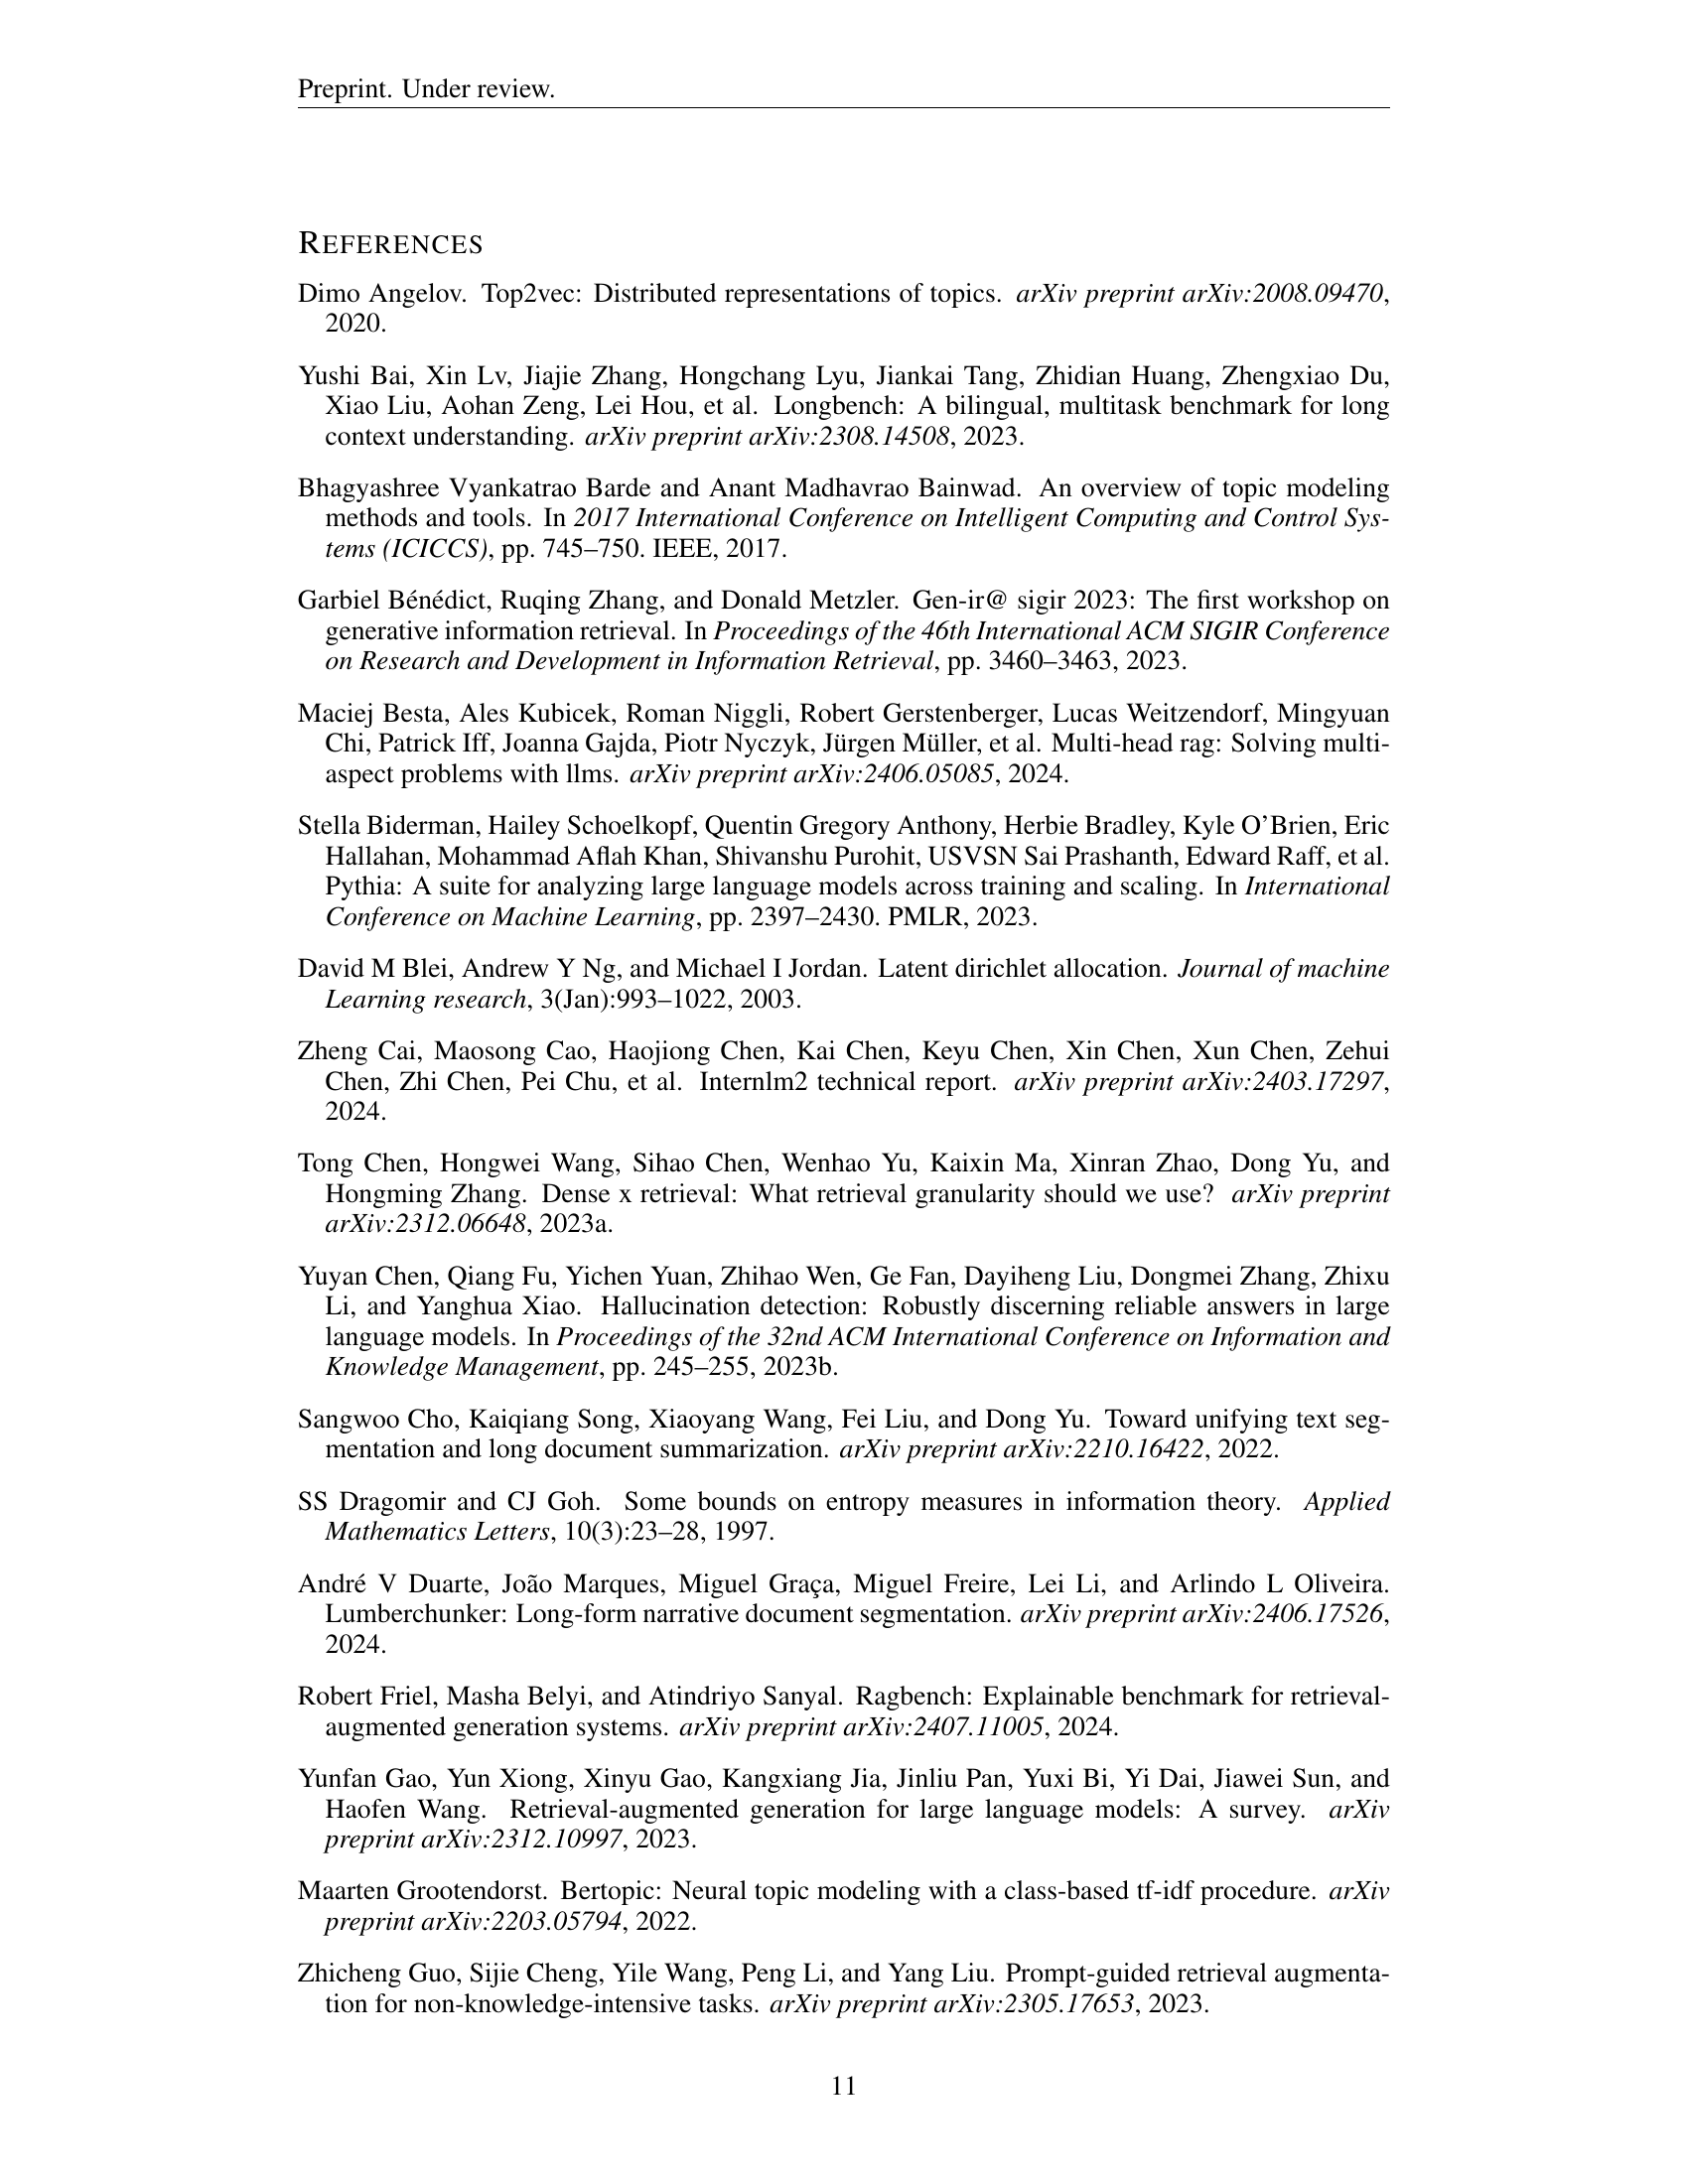 Preprint. Under review.
REFERENCES
Dimo Angelov. Top2vec: Distributed representations of topics. arXiv preprint arXiv:2008.09470,
2020.
Yushi Bai, Xin Lv, Jiajie Zhang, Hongchang Lyu, Jiankai Tang, Zhidian Huang, Zhengxiao Du,
Xiao Liu, Aohan Zeng, Lei Hou, et al. Longbench: A bilingual, multitask benchmark for long
context understanding. arXiv preprint arXiv:2308.14508, 2023.
Bhagyashree Vyankatrao Barde and Anant Madhavrao Bainwad. An overview of topic modeling
methods and tools. In 2017 International Conference on Intelligent Computing and Control Sys-
tems (ICICCS), pp. 745–750. IEEE, 2017.
Garbiel Bénédict, Ruqing Zhang, and Donald Metzler. Gen-ir@ sigir 2023: The first workshop on
generative information retrieval. In Proceedings of the 46th International ACM SIGIR Conference
on Research and Development in Information Retrieval, pp. 3460–3463, 2023.
Maciej Besta, Ales Kubicek, Roman Niggli, Robert Gerstenberger, Lucas Weitzendorf, Mingyuan
Chi, Patrick Iff, Joanna Gajda, Piotr Nyczyk, Jürgen Müller, et al. Multi-head rag: Solving multi-
aspect problems with llms. arXiv preprint arXiv:2406.05085, 2024.
Stella Biderman, Hailey Schoelkopf, Quentin Gregory Anthony, Herbie Bradley, Kyle O'Brien, Eric
Hallahan, Mohammad Aflah Khan, Shivanshu Purohit, USVSN Sai Prashanth, Edward Raff, et al.
Pythia: A suite for analyzing large language models across training and scaling. In International
Conference on Machine Learning, pp. 2397–2430. PMLR, 2023.
David M Blei, Andrew Y Ng, and Michael I Jordan. Latent dirichlet allocation. Journal of machine
Learning research, 3(Jan):993–1022, 2003.
Zheng Cai, Maosong Cao, Haojiong Chen, Kai Chen, Keyu Chen, Xin Chen, Xun Chen, Zehui
Chen, Zhi Chen, Pei Chu, et al. Internlm2 technical report. arXiv preprint arXiv:2403.17297,
2024.
Tong Chen, Hongwei Wang, Sihao Chen, Wenhao Yu, Kaixin Ma, Xinran Zhao, Dong Yu, and
Hongming Zhang. Dense x retrieval: What retrieval granularity should we use? arXiv preprint
arXiv:2312.06648, 2023a.
Yuyan Chen, Qiang Fu, Yichen Yuan, Zhihao Wen, Ge Fan, Dayiheng Liu, Dongmei Zhang, Zhixu
Li, and Yanghua Xiao. Hallucination detection: Robustly discerning reliable answers in large
language models. In Proceedings of the 32nd ACM International Conference on Information and
Knowledge Management, pp. 245–255, 2023b.
Sangwoo Cho, Kaiqiang Song, Xiaoyang Wang, Fei Liu, and Dong Yu. Toward unifying text seg-
mentation and long document summarization. arXiv preprint arXiv:2210.16422, 2022.
SS Dragomir and CJ Goh. Some bounds on entropy measures in information theory. Applied
Mathematics Letters, 10(3):23–28, 1997.
André V Duarte, João Marques, Miguel Graça, Miguel Freire, Lei Li, and Arlindo L Oliveira.
Lumberchunker: Long-form narrative document segmentation. arXiv preprint arXiv:2406.17526,
2024.
Robert Friel, Masha Belyi, and Atindriyo Sanyal. Ragbench: Explainable benchmark for retrieval-
augmented generation systems. arXiv preprint arXiv:2407.11005, 2024.
Yunfan Gao, Yun Xiong, Xinyu Gao, Kangxiang Jia, Jinliu Pan, Yuxi Bi, Yi Dai, Jiawei Sun, and
Haofen Wang. Retrieval-augmented generation for large language models: A survey. arXiv
preprint arXiv:2312.10997, 2023.
Maarten Grootendorst. Bertopic: Neural topic modeling with a class-based tf-idf procedure. arXiv
preprint arXiv:2203.05794, 2022.
Zhicheng Guo, Sijie Cheng, Yile Wang, Peng Li, and Yang Liu. Prompt-guided retrieval augmenta-
tion for non-knowledge-intensive tasks. arXiv preprint arXiv:2305.17653, 2023.
11